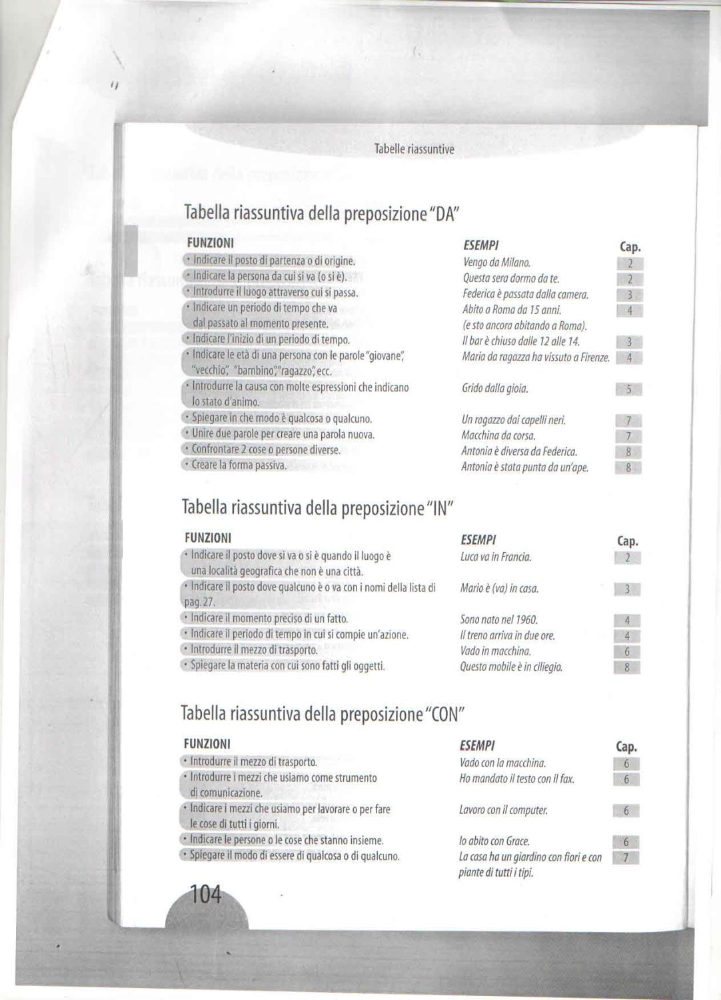 Tabelle riassuntive
Tabella riassuntiva della preposizione "DA"
FUNZIONI ESEMPI Cap.
• Indicare il posto di partenza o di origine. Vengo da Milano. 2
• Indicare la persona da cui si va (o si è). Questa sera dormo da te. 2
• Introdurre il luogo attraverso cui si passa. Federica è passata dalla camera. 3
• Indicare un periodo di tempo che va Abito a Roma da 15 anni. 4
dal passato al momento presente. (e sto ancora abitando a Roma).
• Indicare l'inizio di un periodo di tempo. Il bar è chiuso dalle 12 alle 14. 3
• Indicare le età di una persona con le parole "giovane", Maria da ragazza ha vissuto a Firenze. 4
"vecchio", "bambino", "ragazzo", ecc.
• Introdurre la causa con molte espressioni che indicano Grido dalla gioia. 5
lo stato d'animo.
• Spiegare in che modo è qualcosa o qualcuno. Un ragazzo dai capelli neri. 7
• Unire due parole per creare una parola nuova. Macchina da corsa. 7
• Confrontare 2 cose o persone diverse. Antonia è diversa da Federica. 8
• Creare la forma passiva. Antonia è stata punta da un'ape. 8
Tabella riassuntiva della preposizione "IN"
FUNZIONI ESEMPI Cap.
• Indicare il posto dove si va o si è quando il luogo è Luca va in Francia. 2
una località geografica che non è una città.
• Indicare il posto dove qualcuno è o va con i nomi della lista di Mario è (va) in casa. 3
pag. 27.
• Indicare il momento preciso di un fatto. Sono nato nel 1960. 4
• Indicare il periodo di tempo in cui si compie un'azione. Il treno arriva in due ore. 4
• Introdurre il mezzo di trasporto. Vado in macchina. 6
• Spiegare la materia con cui sono fatti gli oggetti. Questo mobile è in ciliegio. 8
Tabella riassuntiva della preposizione "CON"
FUNZIONI ESEMPI Cap.
• Introdurre il mezzo di trasporto. Vado con la macchina. 6
• Introdurre i mezzi che usiamo come strumento Ho mandato il testo con il fax. 6
di comunicazione.
• Indicare i mezzi che usiamo per lavorare o per fare Lavoro con il computer. 6
le cose di tutti i giorni.
• Indicare le persone o le cose che stanno insieme. Io abito con Grace. 6
• Spiegare il modo di essere di qualcosa o di qualcuno. La casa ha un giardino con fiori e con 7
piante di tutti i tipi.
104